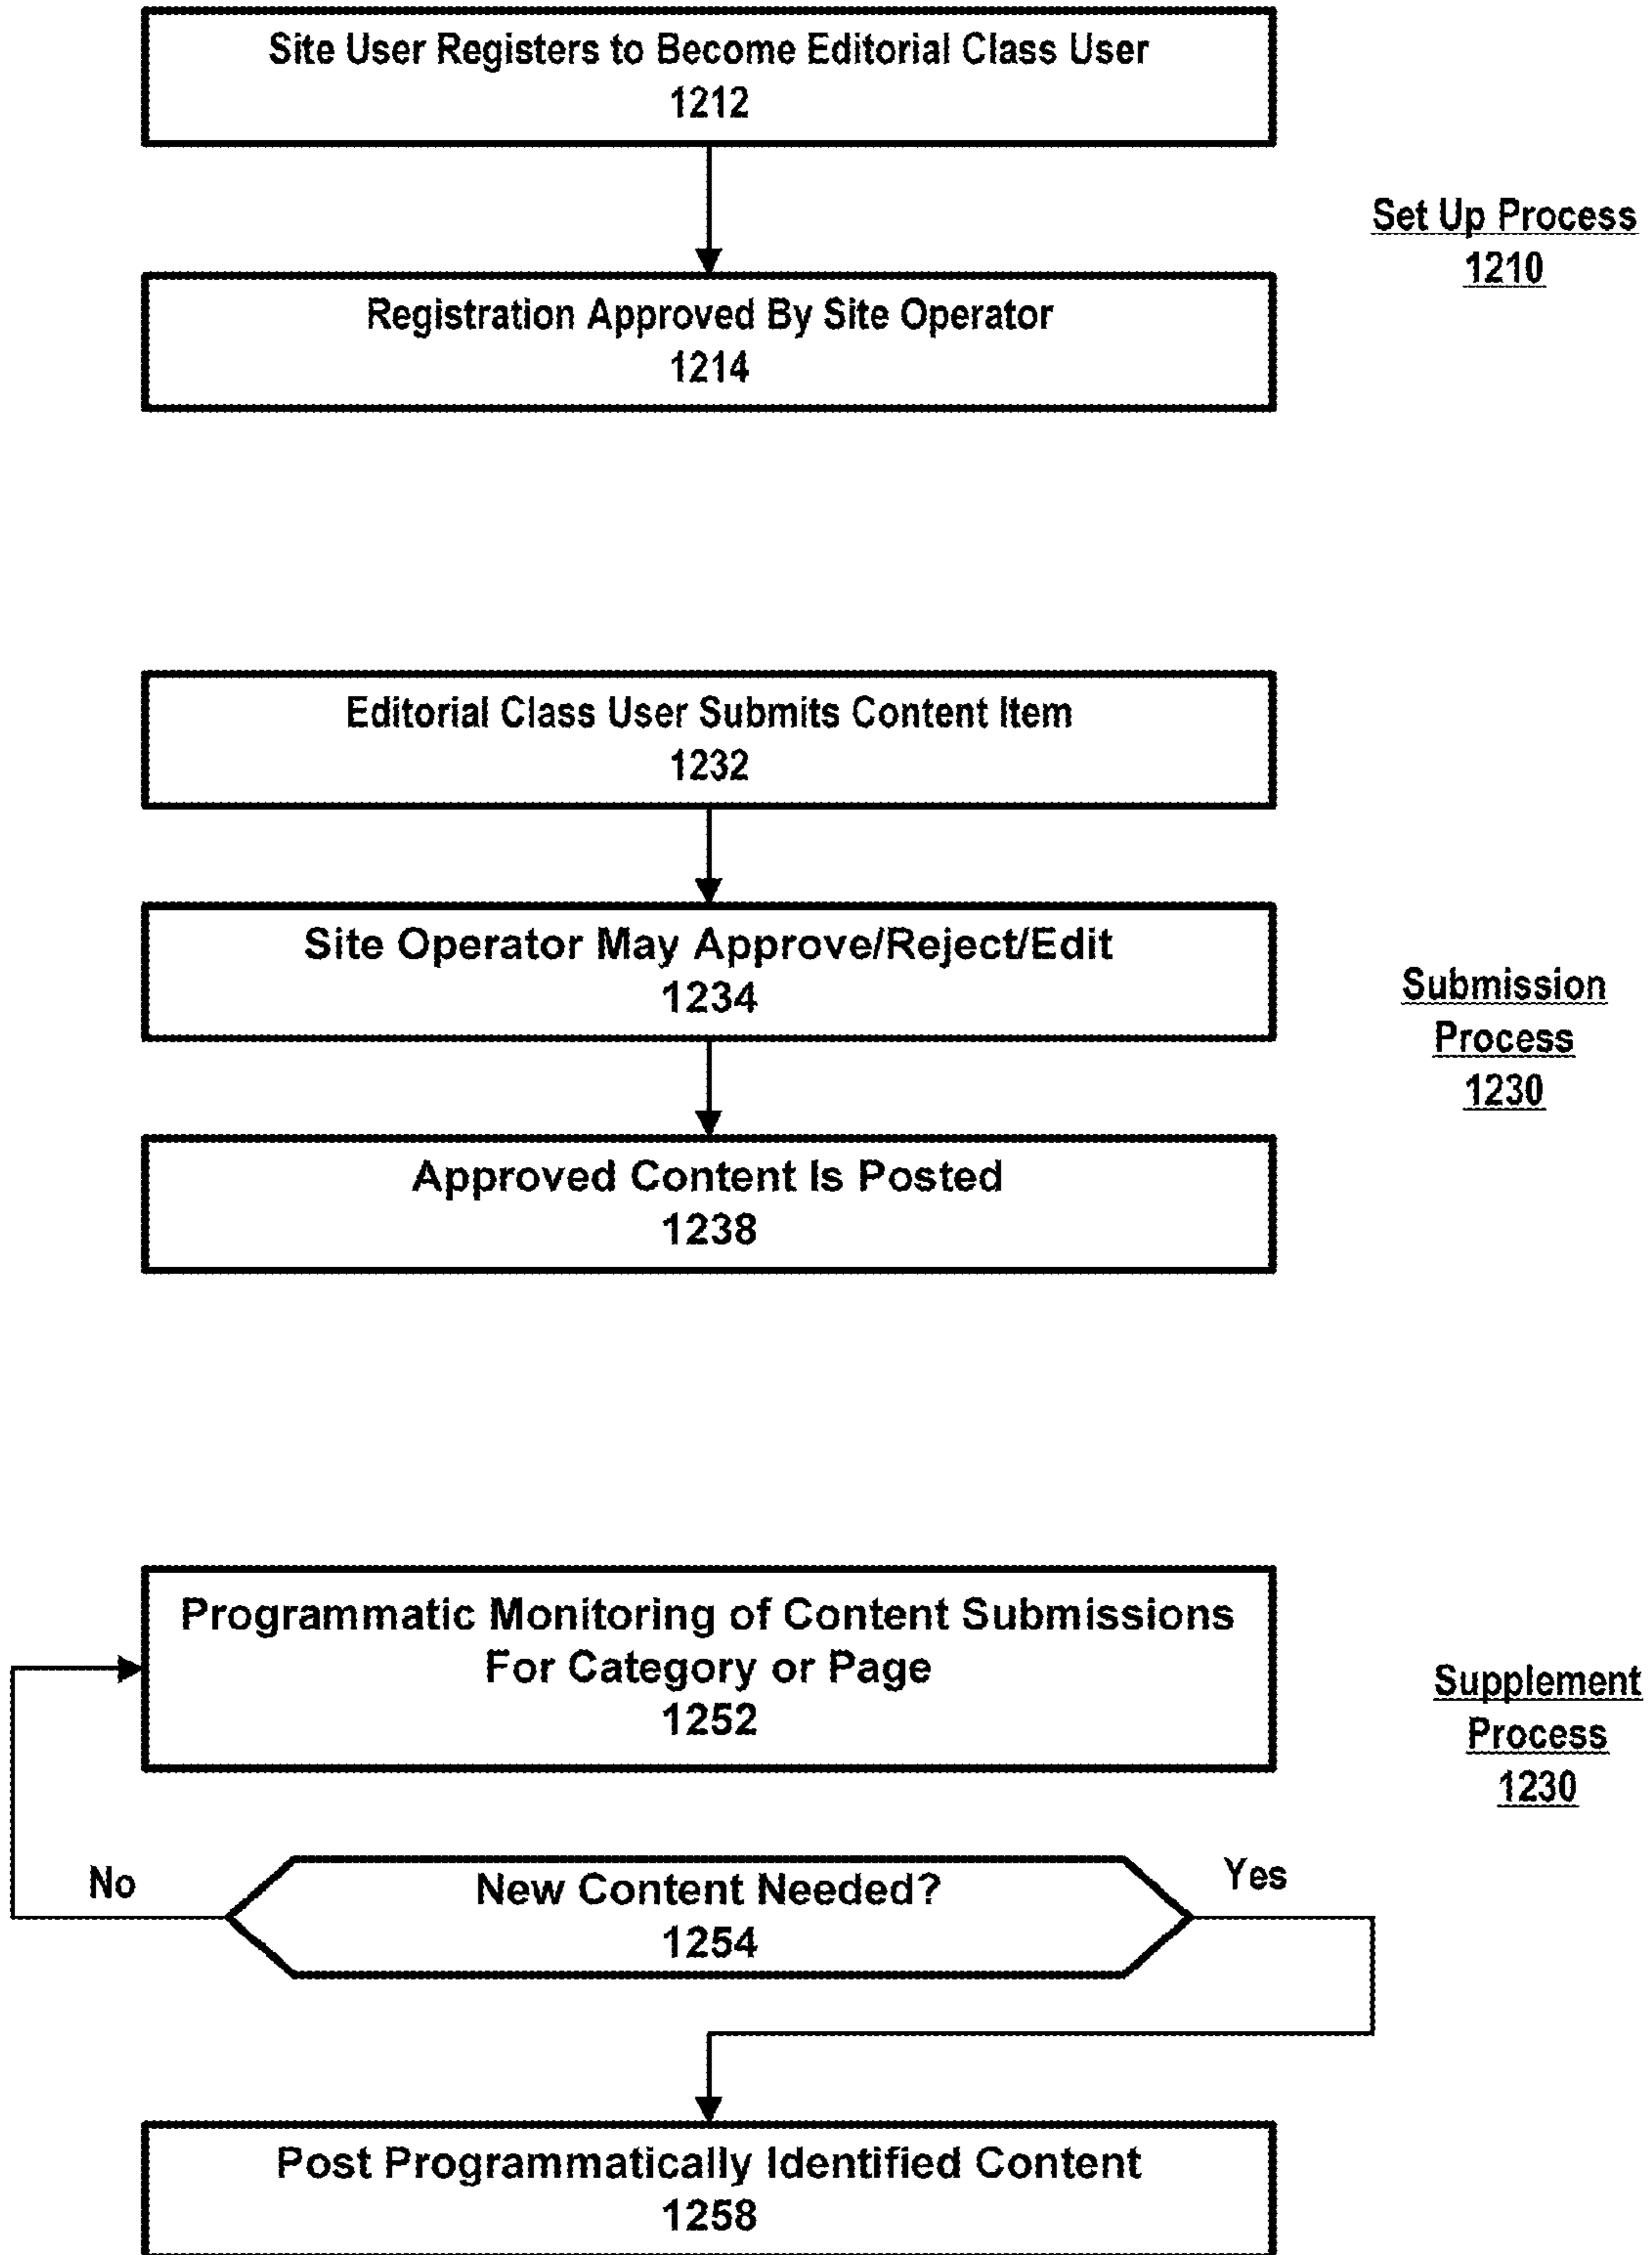 Site User Registers to Become Editorial Class User
1212
Set Up Process
1210
Registration Approved By Site Operator
1214
Editorial Class User Submits Content Item
1232
Site Operator May Approve/Reject/Edit
1234
Submission
Process
1230
Approved Content Is Posted
1238
Programmatic Monitoring of Content Submissions
For Category or Page
1252
Supplement
Process
1230
No
New Content Needed?
1254
Yes
Post Programmatically Identified Content
1258